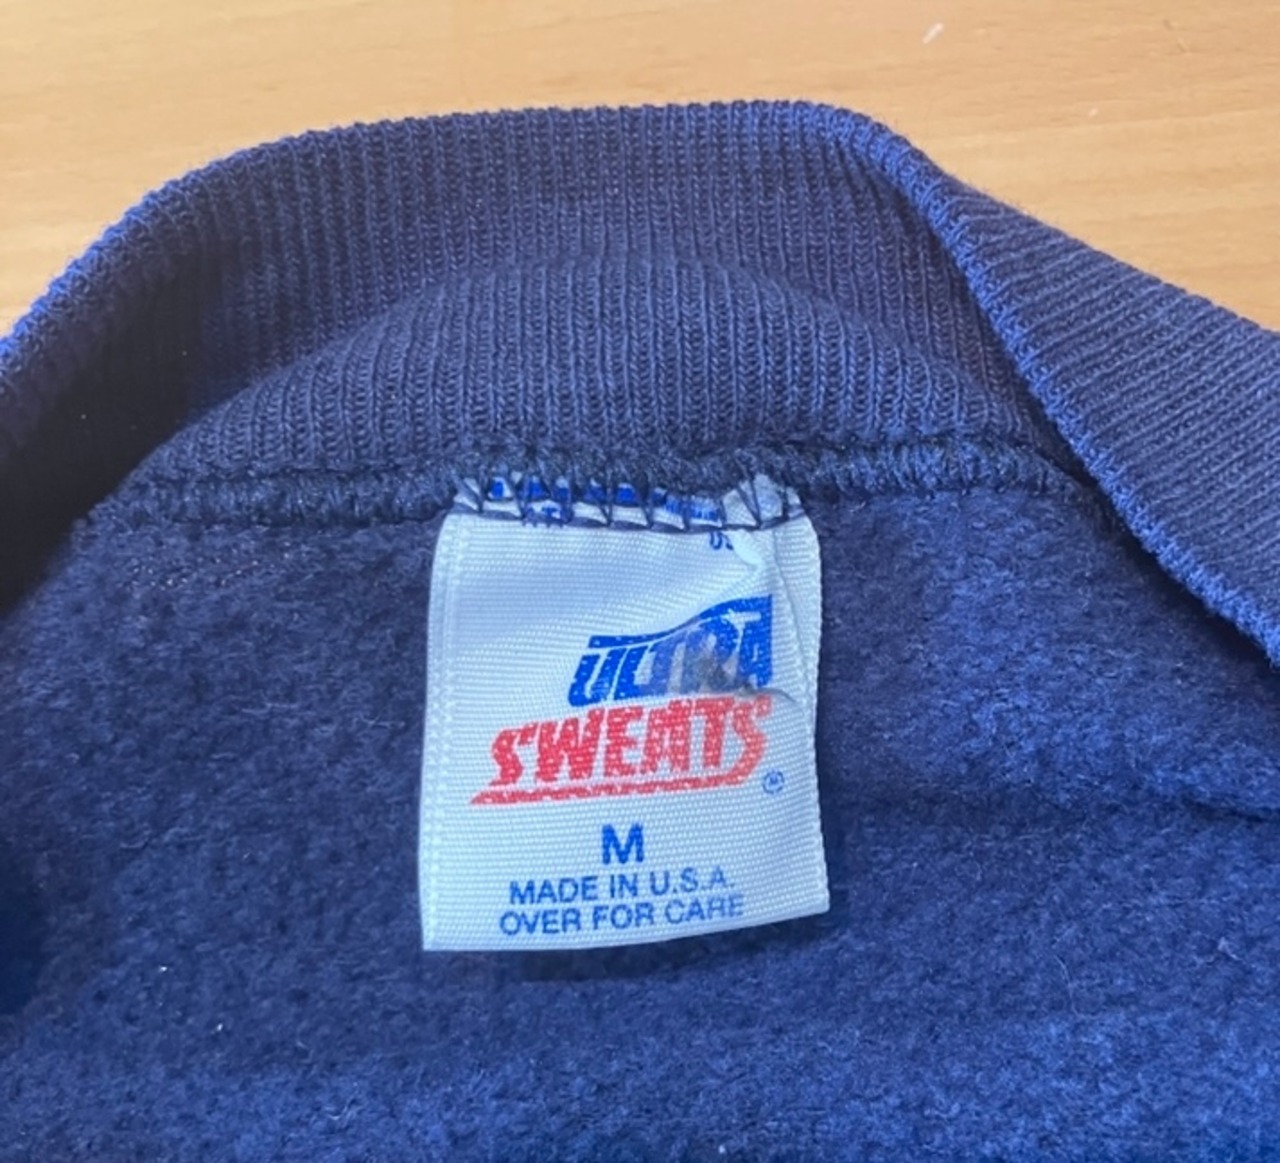 ULTRA
SWEATS
M
MADE IN U.S.A.
OVER FOR CARE